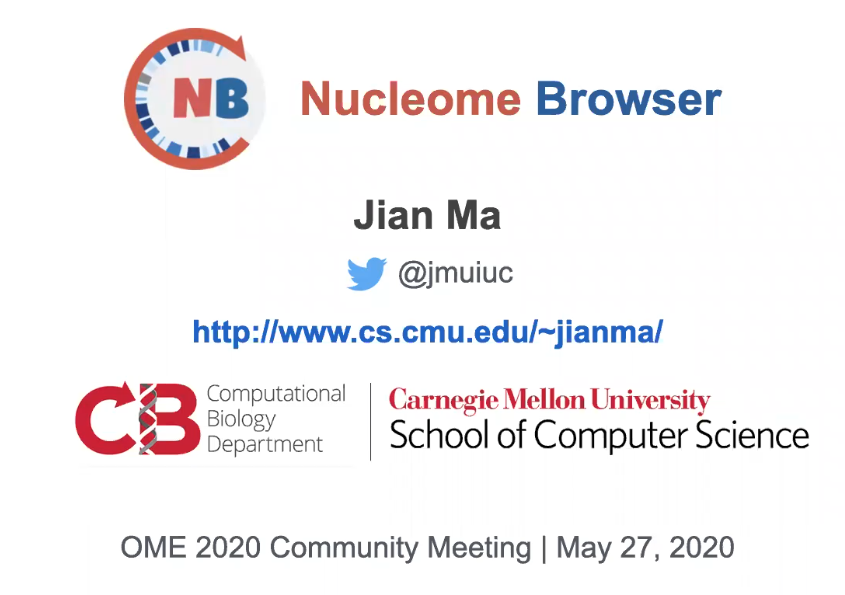 NB
Nucleome Browser
Jian Ma
@jmuiuc
http://www.cs.cmu.edu/~jianma/
CB
Computational
Biology
Department
Carnegie Mellon University
School of Computer Science
OME 2020 Community Meeting | May 27, 2020